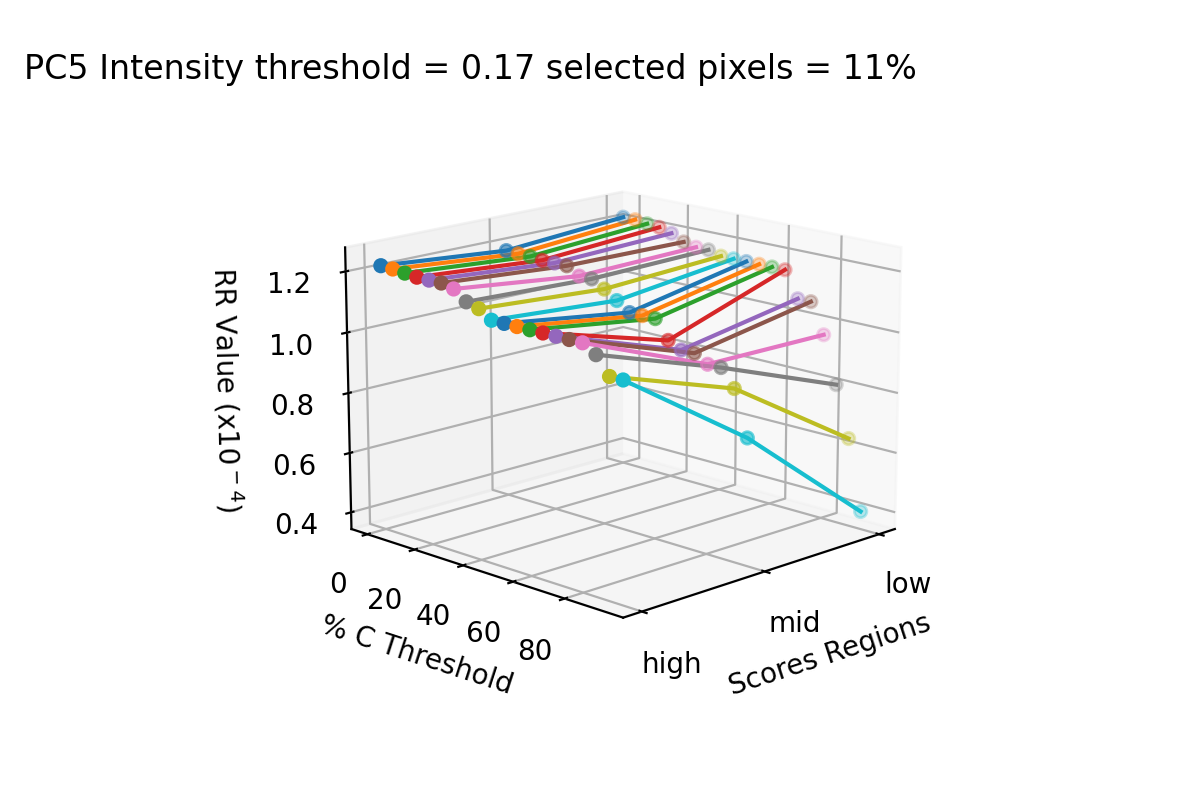 PC5 Intensity threshold = 0.17 selected pixels = 11%
RR Value (x10⁻⁴)
1.2
1.0
0.8
0.6
0.4
0
20
40
60
80
% C Threshold
high
mid
low
Scores Regions